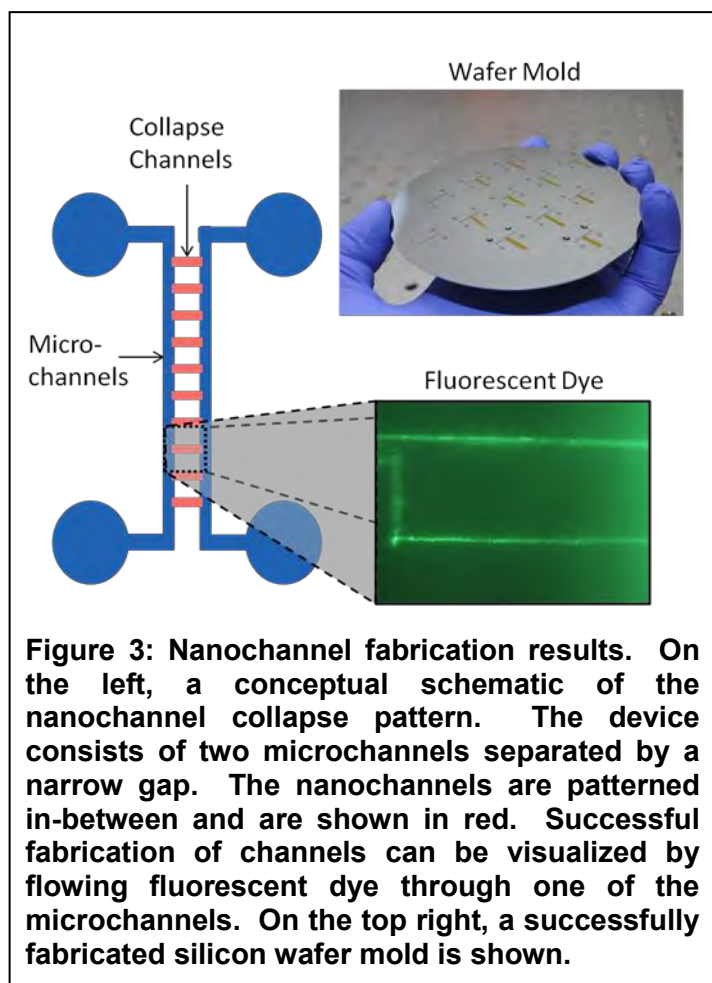 Wafer Mold
Collapse
Channels
Micro-
channels
Fluorescent Dye
Figure 3: Nanochannel fabrication results. On
the left, a conceptual schematic of the
nanochannel collapse pattern. The device
consists of two microchannels separated by a
narrow gap. The nanochannels are patterned
in-between and are shown in red. Successful
fabrication of channels can be visualized by
flowing fluorescent dye through one of the
microchannels. On the top right, a successfully
fabricated silicon wafer mold is shown.